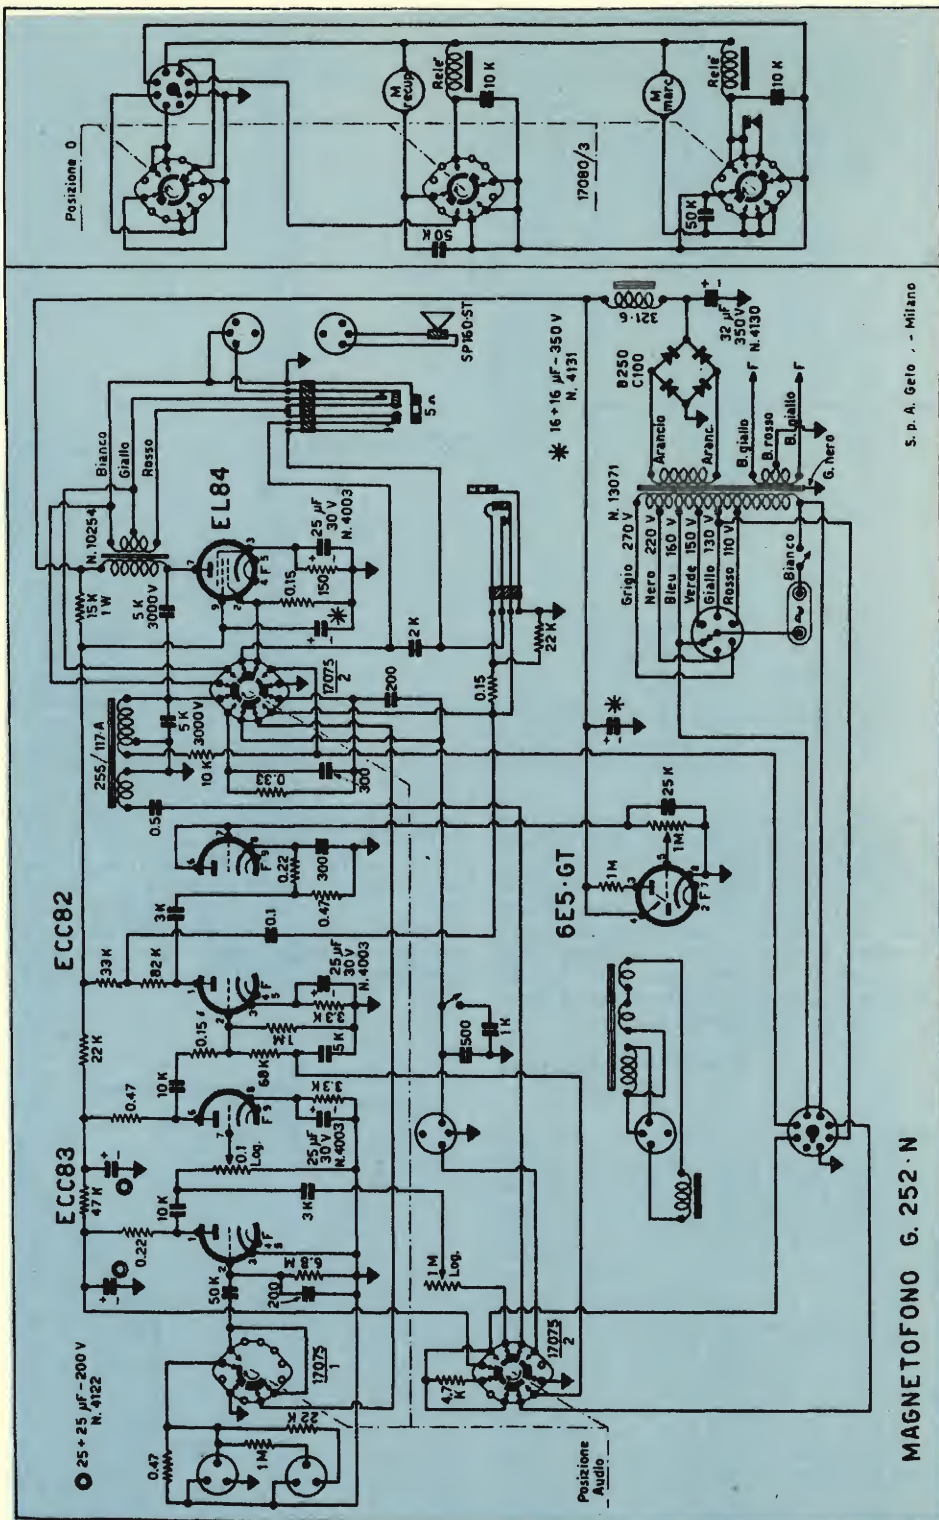 MAGNETOFONO G. 252·N
S. p. A. Gelo , - Milano
25 + 25 µF - 200 V
N. 4122
ECC83
ECC82
EL84
6E5·GT
0.47
1 M
2.2 K
17075
1
50 K
200
6.8 M
0.22
47 K
10 K
3 K
0.1
Log.
1 M
Log.
0.47
10 K
25 µF
30 V
N.4003
3.3 K
22 K
0.15
68 K
1 M
5 K
33 K
82 K
3 K
25 µF
30 V
N.4003
0.1
0.22
300
0.47
0.5
255/117·A
5 K
3000 V
10 K
0.33
300
17075
2
200
15 K
1 W
N. 10254
5 K
3000 V
Bianco
Giallo
Rosso
0.15
150
25 µF
30 V
N. 4003
2 K
0.15
22 K
5 Ω
SP160·ST
16 + 16 µF - 350 V
N. 4131
500
1 K
1 M
25 K
1 M
4.7
K
17075
2
Posizione
Audio
N. 13071
Grigio 270 V
Nero 220 V
Bleu 160 V
Verde 150 V
Giallo 130 V
Rosso 110 V
Bianco
Arancio
Aranc.
B. giallo
B. rosso
B. giallo
G. nero
F
F
B250
C100
321·6
32 µF
350 V
N. 4130
Posizione 0
17080/3
M
recup
Relè
10 K
50 K
M
marc.
Relè
10 K
50 K